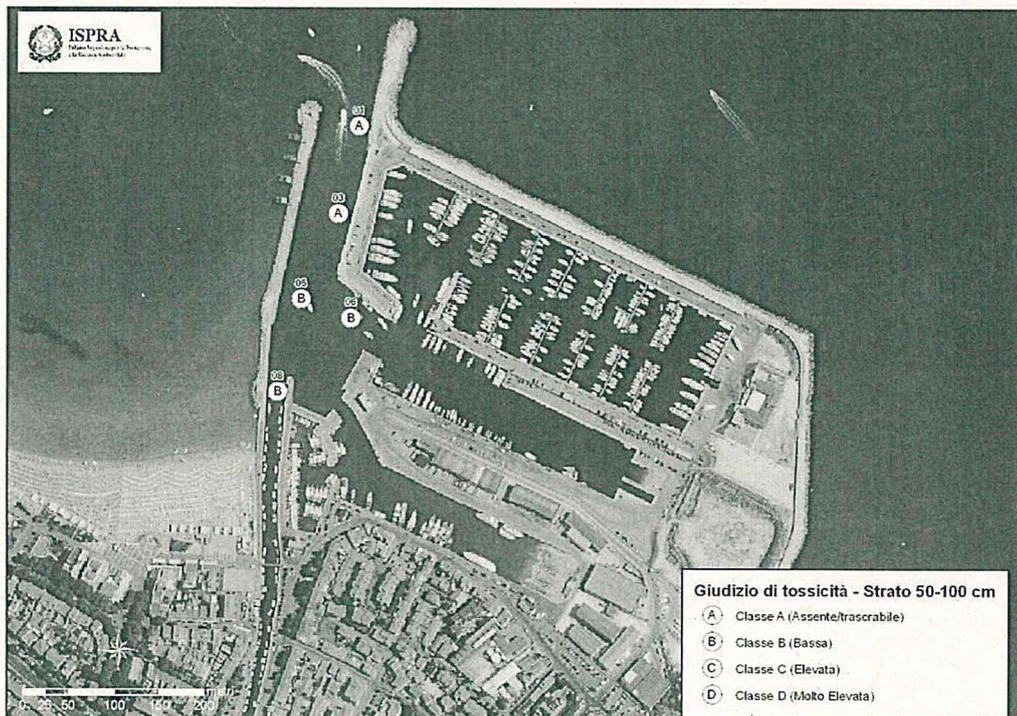 ISPRA
01
A
03
A
05
B
06
B
08
B
Giudizio di tossicità - Strato 50-100 cm
A Classe A (Assente/trascrabile)
B Classe B (Bassa)
C Classe C (Elevata)
D Classe D (Molto Elevata)
metri
0 25 50 100 150 200